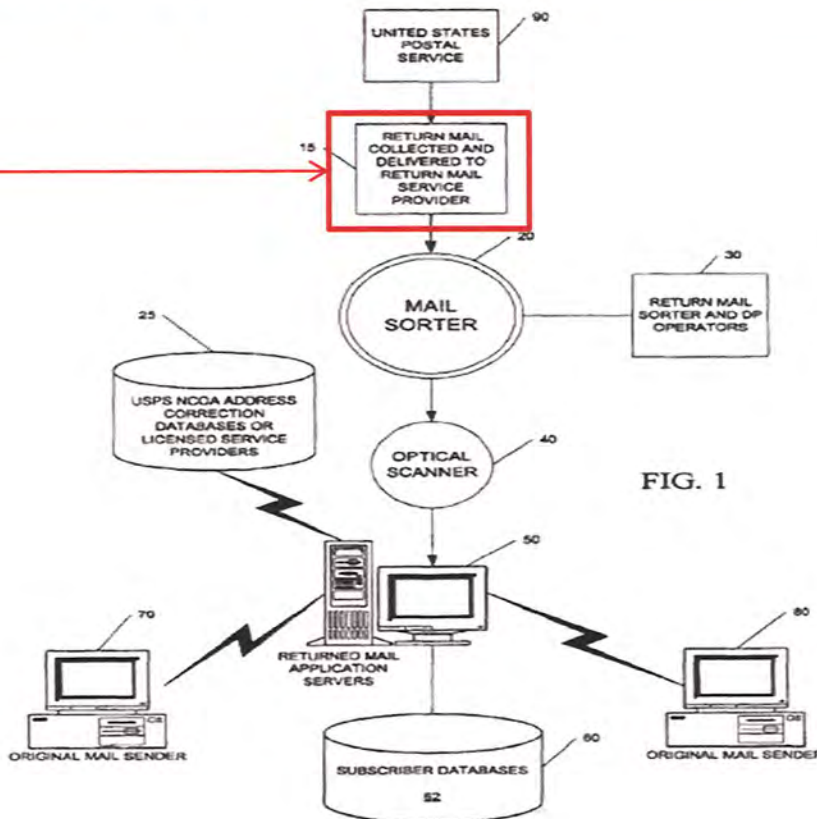 90
UNITED STATES
POSTAL
SERVICE
15
RETURN MAIL
COLLECTED AND
DELIVERED TO
RETURN MAIL
SERVICE
PROVIDER
20
30
MAIL
SORTER
RETURN MAIL
SORTER AND DP
OPERATORS
25
USPS NCOA ADDRESS
CORRECTION
DATABASES OR
LICENSED SERVICE
PROVIDERS
OPTICAL
SCANNER
40
FIG. 1
50
70
80
RETURNED MAIL
APPLICATION
SERVERS
ORIGINAL MAIL SENDER
ORIGINAL MAIL SENDER
60
SUBSCRIBER DATABASES
52